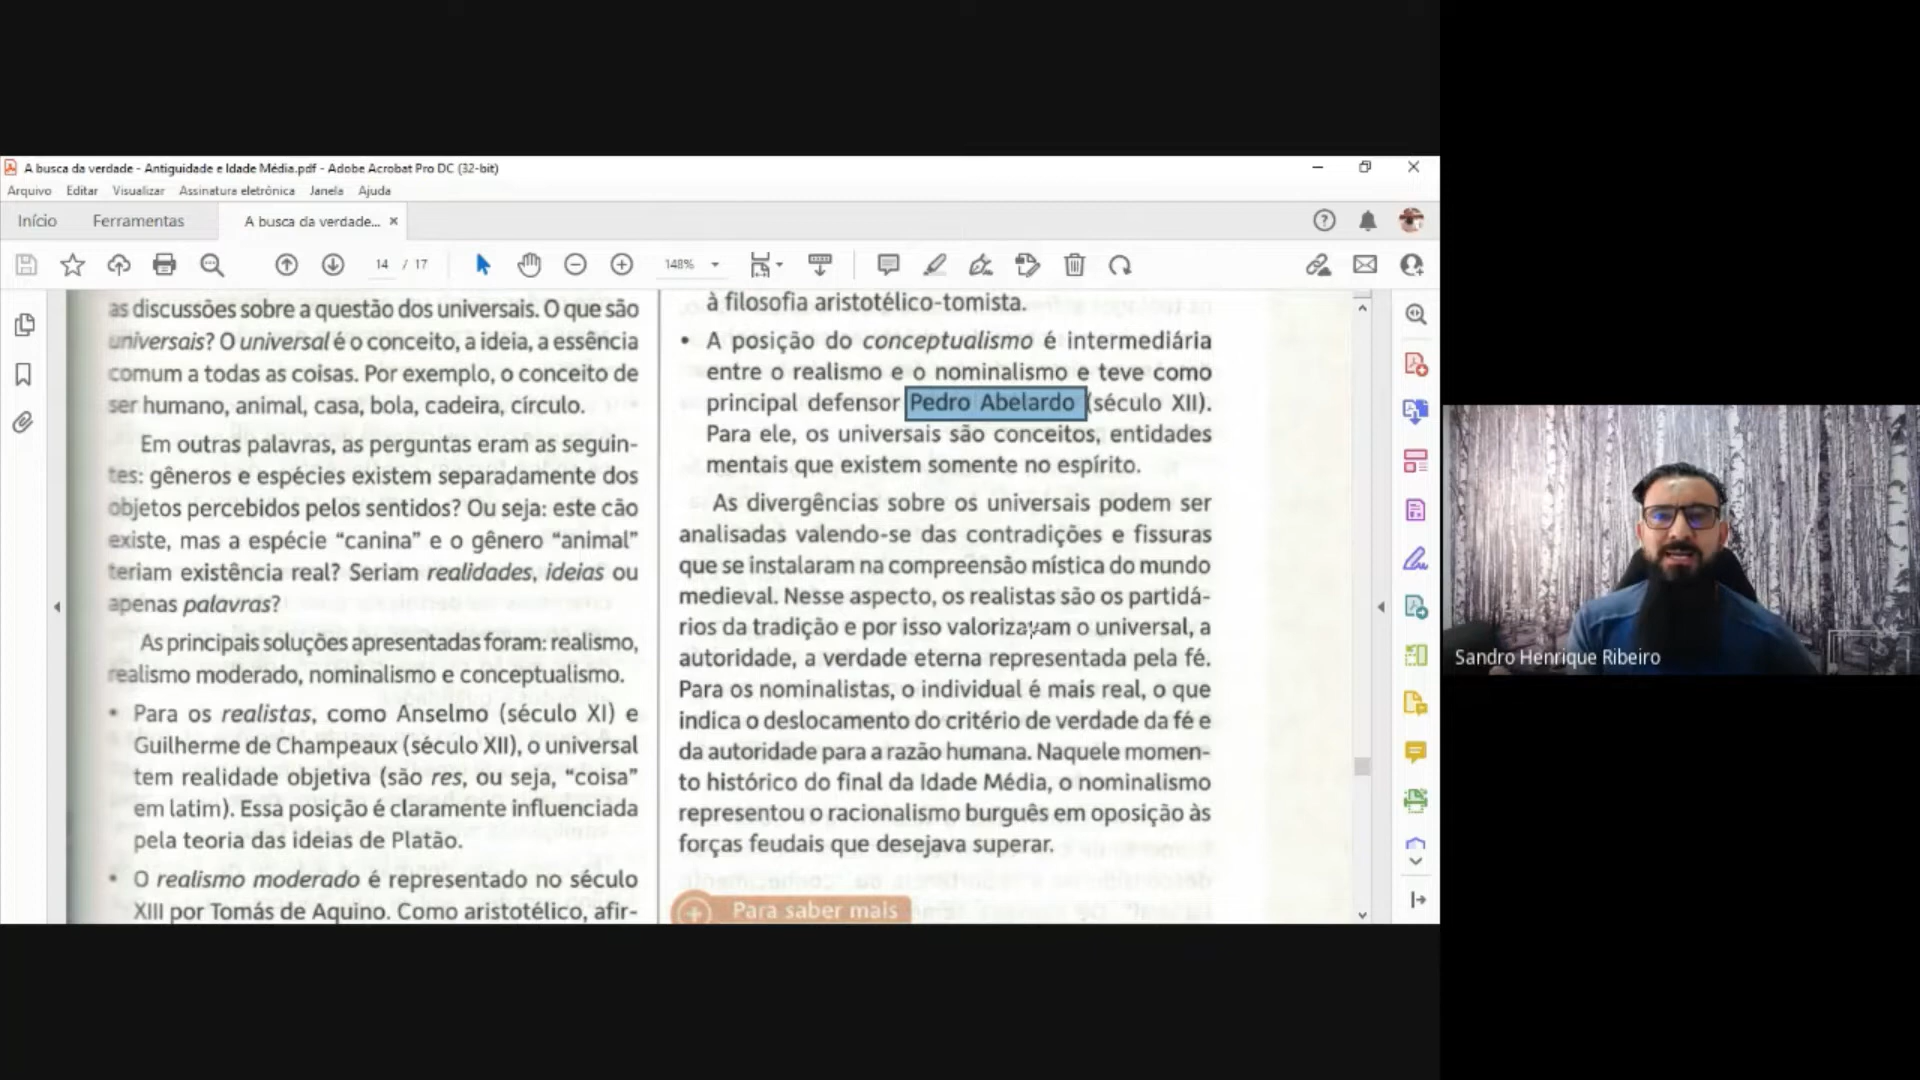 A busca da verdade - Antiguidade e Idade Média.pdf - Adobe Acrobat Pro DC (32-bit)
Arquivo Editar Visualizar Assinatura eletrônica Janela Ajuda
Início Ferramentas A busca da verdade... ×
14 / 17 148%
as discussões sobre a questão dos universais. O que são
universais? O universal é o conceito, a ideia, a essência
comum a todas as coisas. Por exemplo, o conceito de
ser humano, animal, casa, bola, cadeira, círculo.
Em outras palavras, as perguntas eram as seguin-
tes: gêneros e espécies existem separadamente dos
objetos percebidos pelos sentidos? Ou seja: este cão
existe, mas a espécie “canina” e o gênero “animal”
teriam existência real? Seriam realidades, ideias ou
apenas palavras?
As principais soluções apresentadas foram: realismo,
realismo moderado, nominalismo e conceptualismo.
• Para os realistas, como Anselmo (século XI) e
Guilherme de Champeaux (século XII), o universal
tem realidade objetiva (são res, ou seja, “coisa”
em latim). Essa posição é claramente influenciada
pela teoria das ideias de Platão.
• O realismo moderado é representado no século
XIII por Tomás de Aquino. Como aristotélico, afir-
à filosofia aristotélico-tomista.
• A posição do conceptualismo é intermediária
entre o realismo e o nominalismo e teve como
principal defensor Pedro Abelardo (século XII).
Para ele, os universais são conceitos, entidades
mentais que existem somente no espírito.
As divergências sobre os universais podem ser
analisadas valendo-se das contradições e fissuras
que se instalaram na compreensão mística do mundo
medieval. Nesse aspecto, os realistas são os partidá-
rios da tradição e por isso valorizavam o universal, a
autoridade, a verdade eterna representada pela fé.
Para os nominalistas, o individual é mais real, o que
indica o deslocamento do critério de verdade da fé e
da autoridade para a razão humana. Naquele momen-
to histórico do final da Idade Média, o nominalismo
representou o racionalismo burguês em oposição às
forças feudais que desejava superar.
Para saber mais
Sandro Henrique Ribeiro